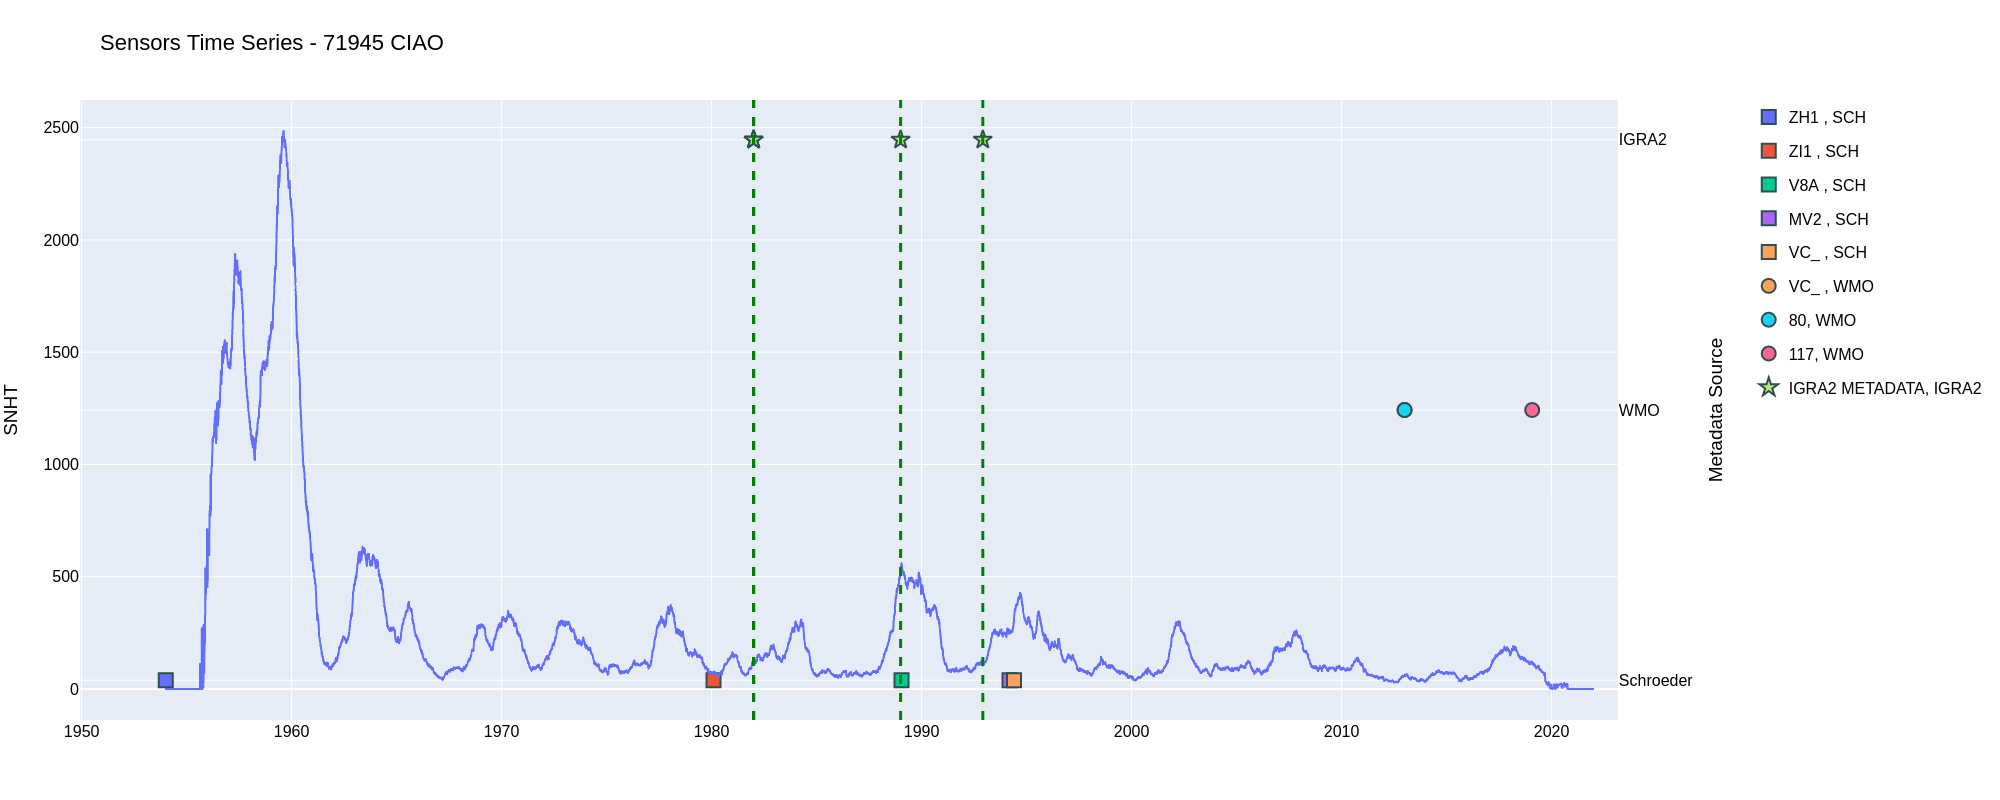 Sensors Time Series - 71945 CIAO
SNHT
2500
2000
1500
1000
500
0
1950
1960
1970
1980
1990
2000
2010
2020
IGRA2
WMO
Schroeder
Metadata Source
ZH1 , SCH
ZI1 , SCH
V8A , SCH
MV2 , SCH
VC_ , SCH
VC_ , WMO
80, WMO
117, WMO
IGRA2 METADATA, IGRA2